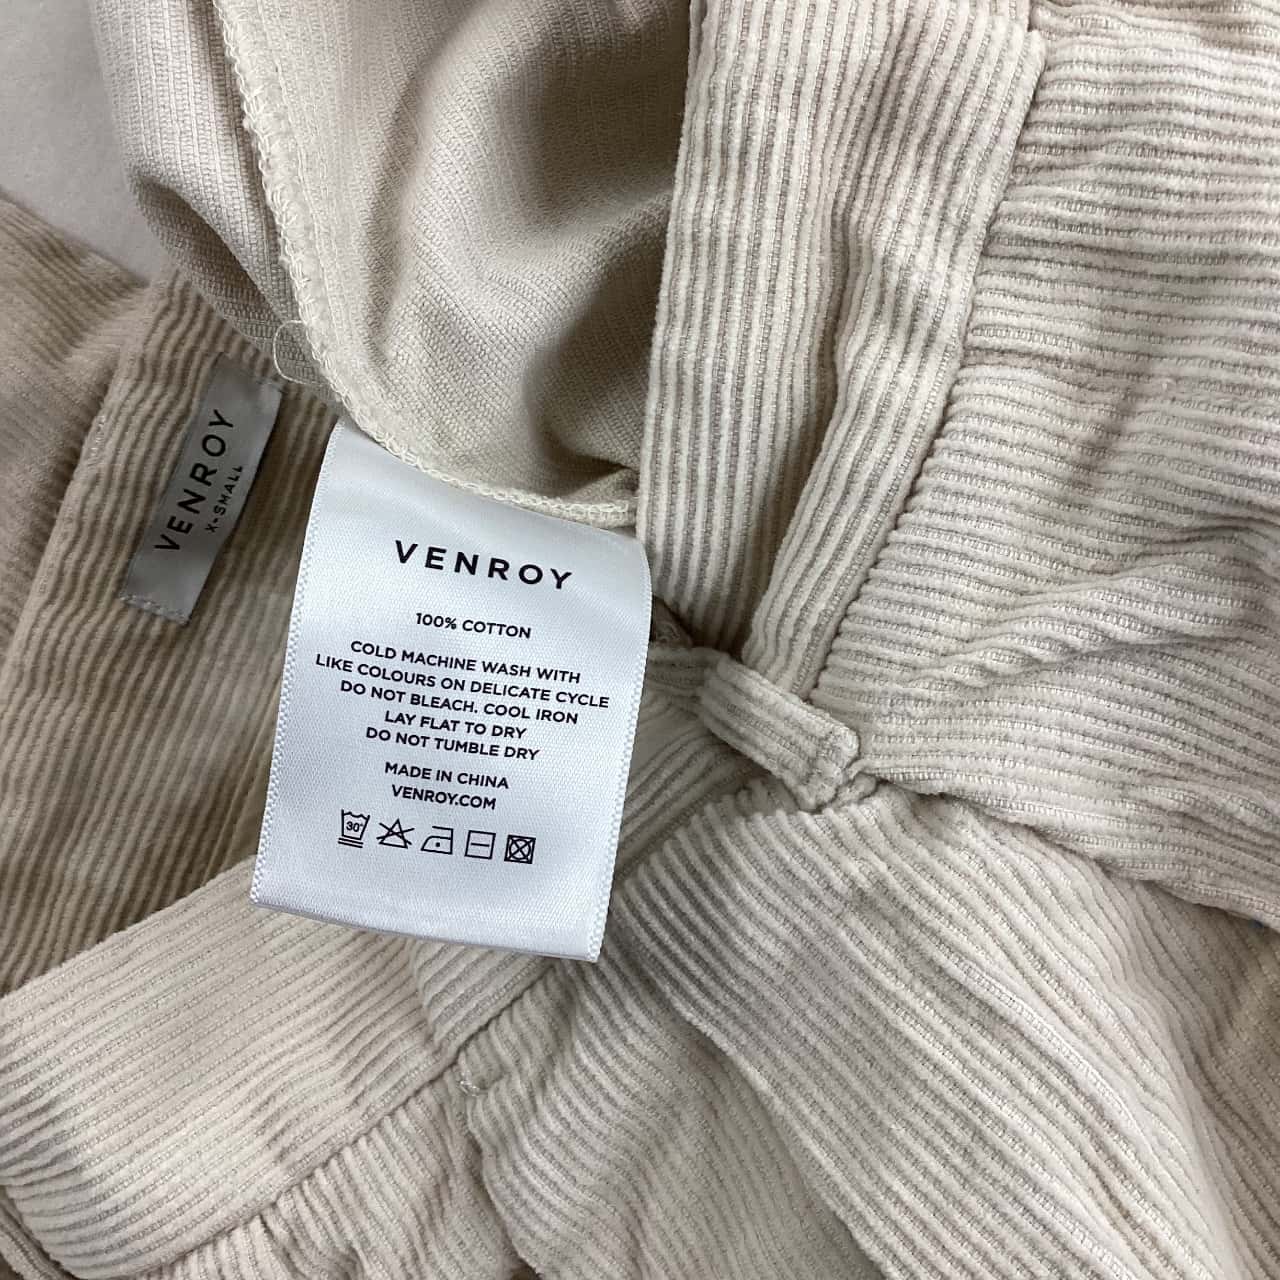 VENROY
X-SMALL
VENROY
100% COTTON
COLD MACHINE WASH WITH
LIKE COLOURS ON DELICATE CYCLE
DO NOT BLEACH. COOL IRON
LAY FLAT TO DRY
DO NOT TUMBLE DRY
MADE IN CHINA
VENROY.COM
30°